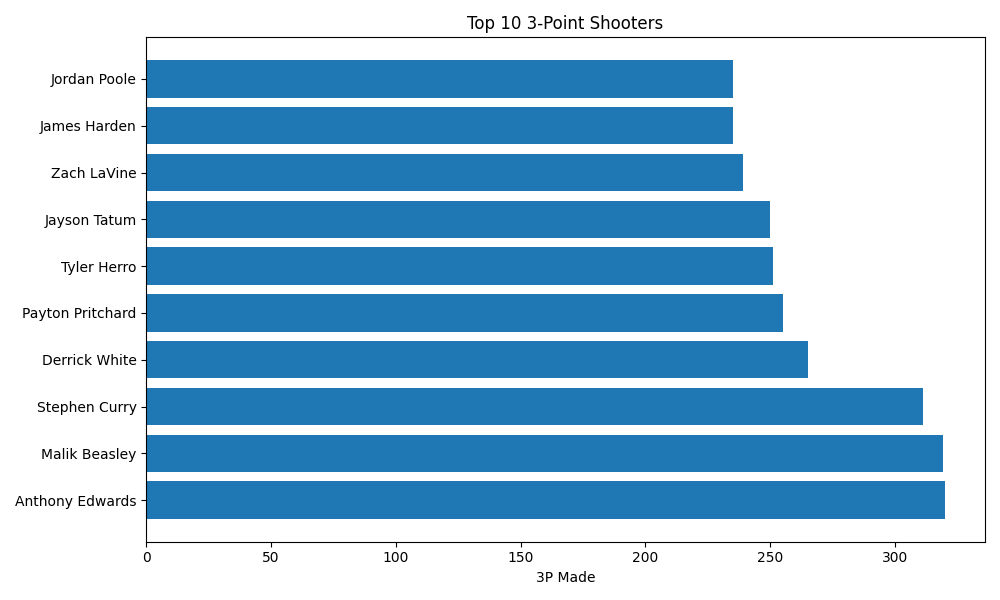 Top 10 3-Point Shooters
Jordan Poole
James Harden
Zach LaVine
Jayson Tatum
Tyler Herro
Payton Pritchard
Derrick White
Stephen Curry
Malik Beasley
Anthony Edwards
0 50 100 150 200 250 300
3P Made